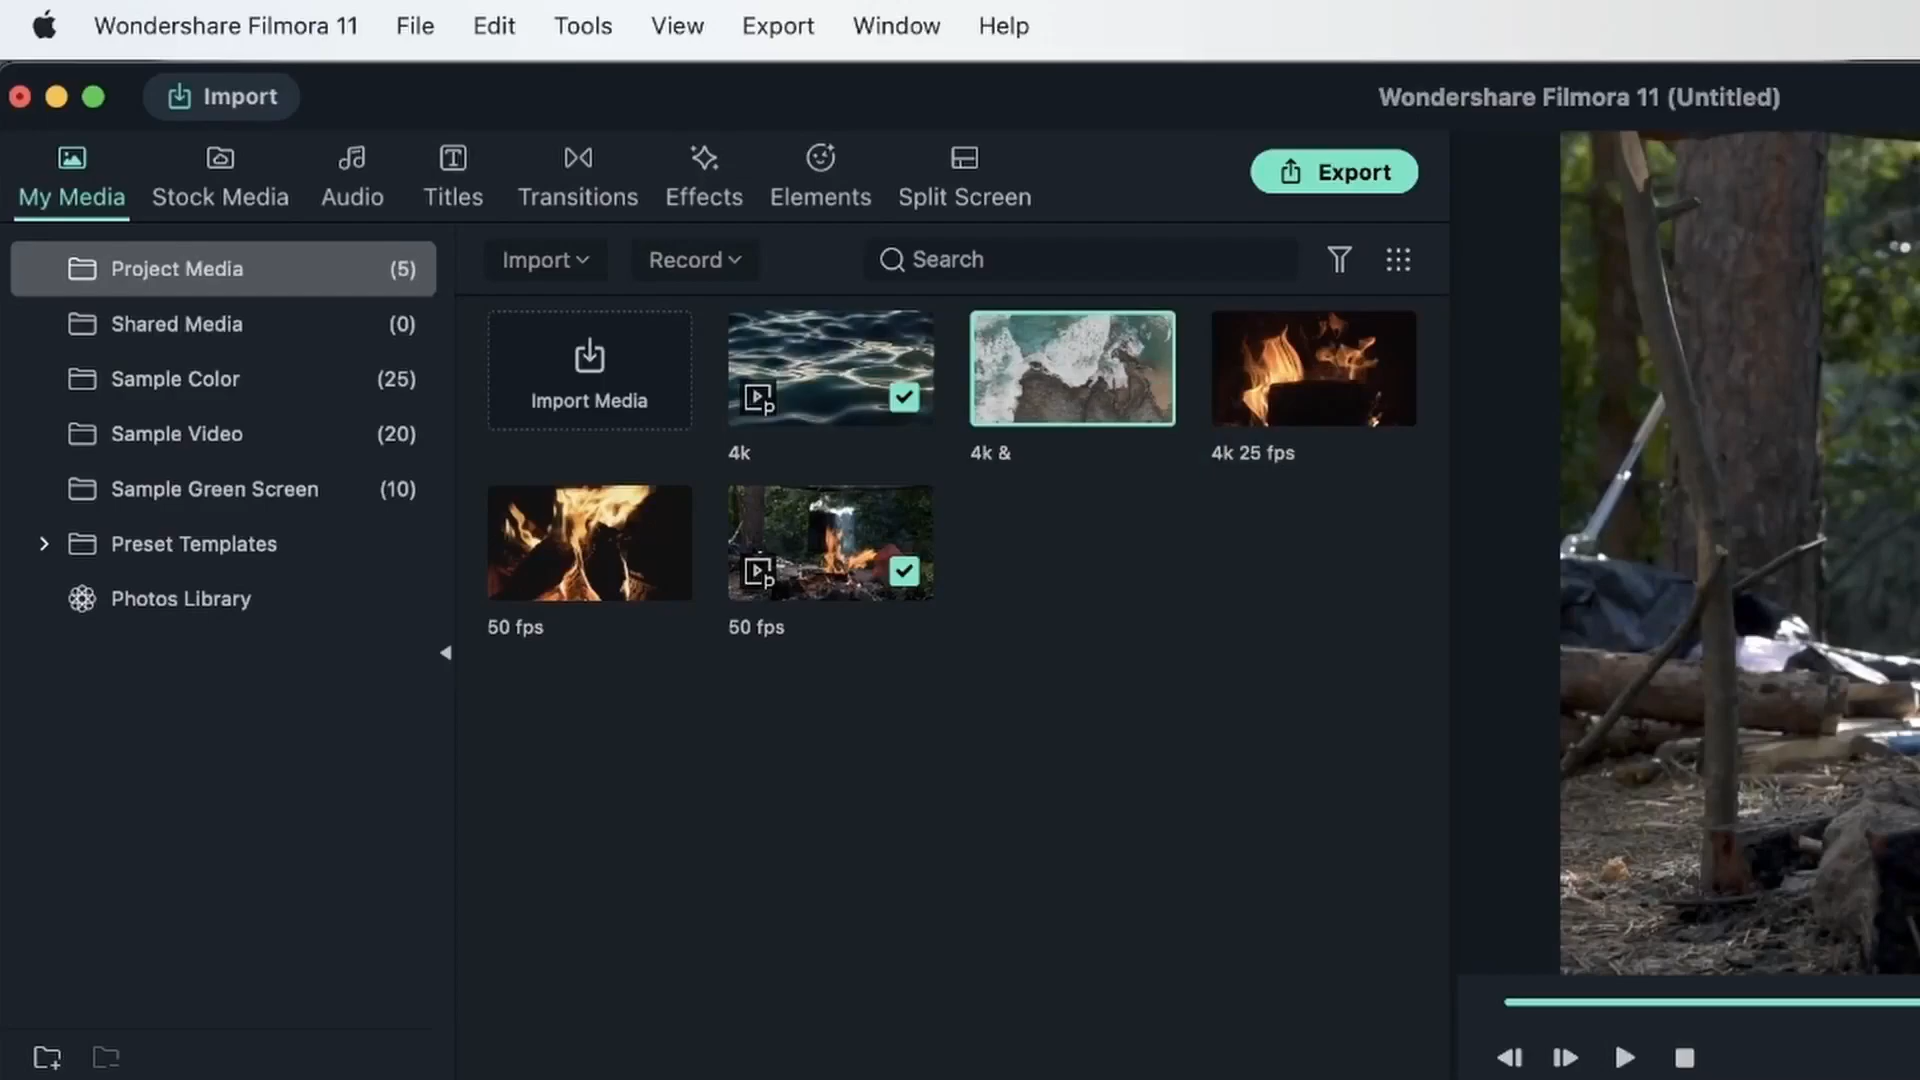 Wondershare Filmora 11 File Edit Tools View Export Window Help
Import
Wondershare Filmora 11 (Untitled)
My Media Stock Media Audio Titles Transitions Effects Elements Split Screen
Export
Project Media (5)
Shared Media (0)
Sample Color (25)
Sample Video (20)
Sample Green Screen (10)
Preset Templates
Photos Library
Import Record Search
Import Media
4k
4k &
4k 25 fps
50 fps
50 fps